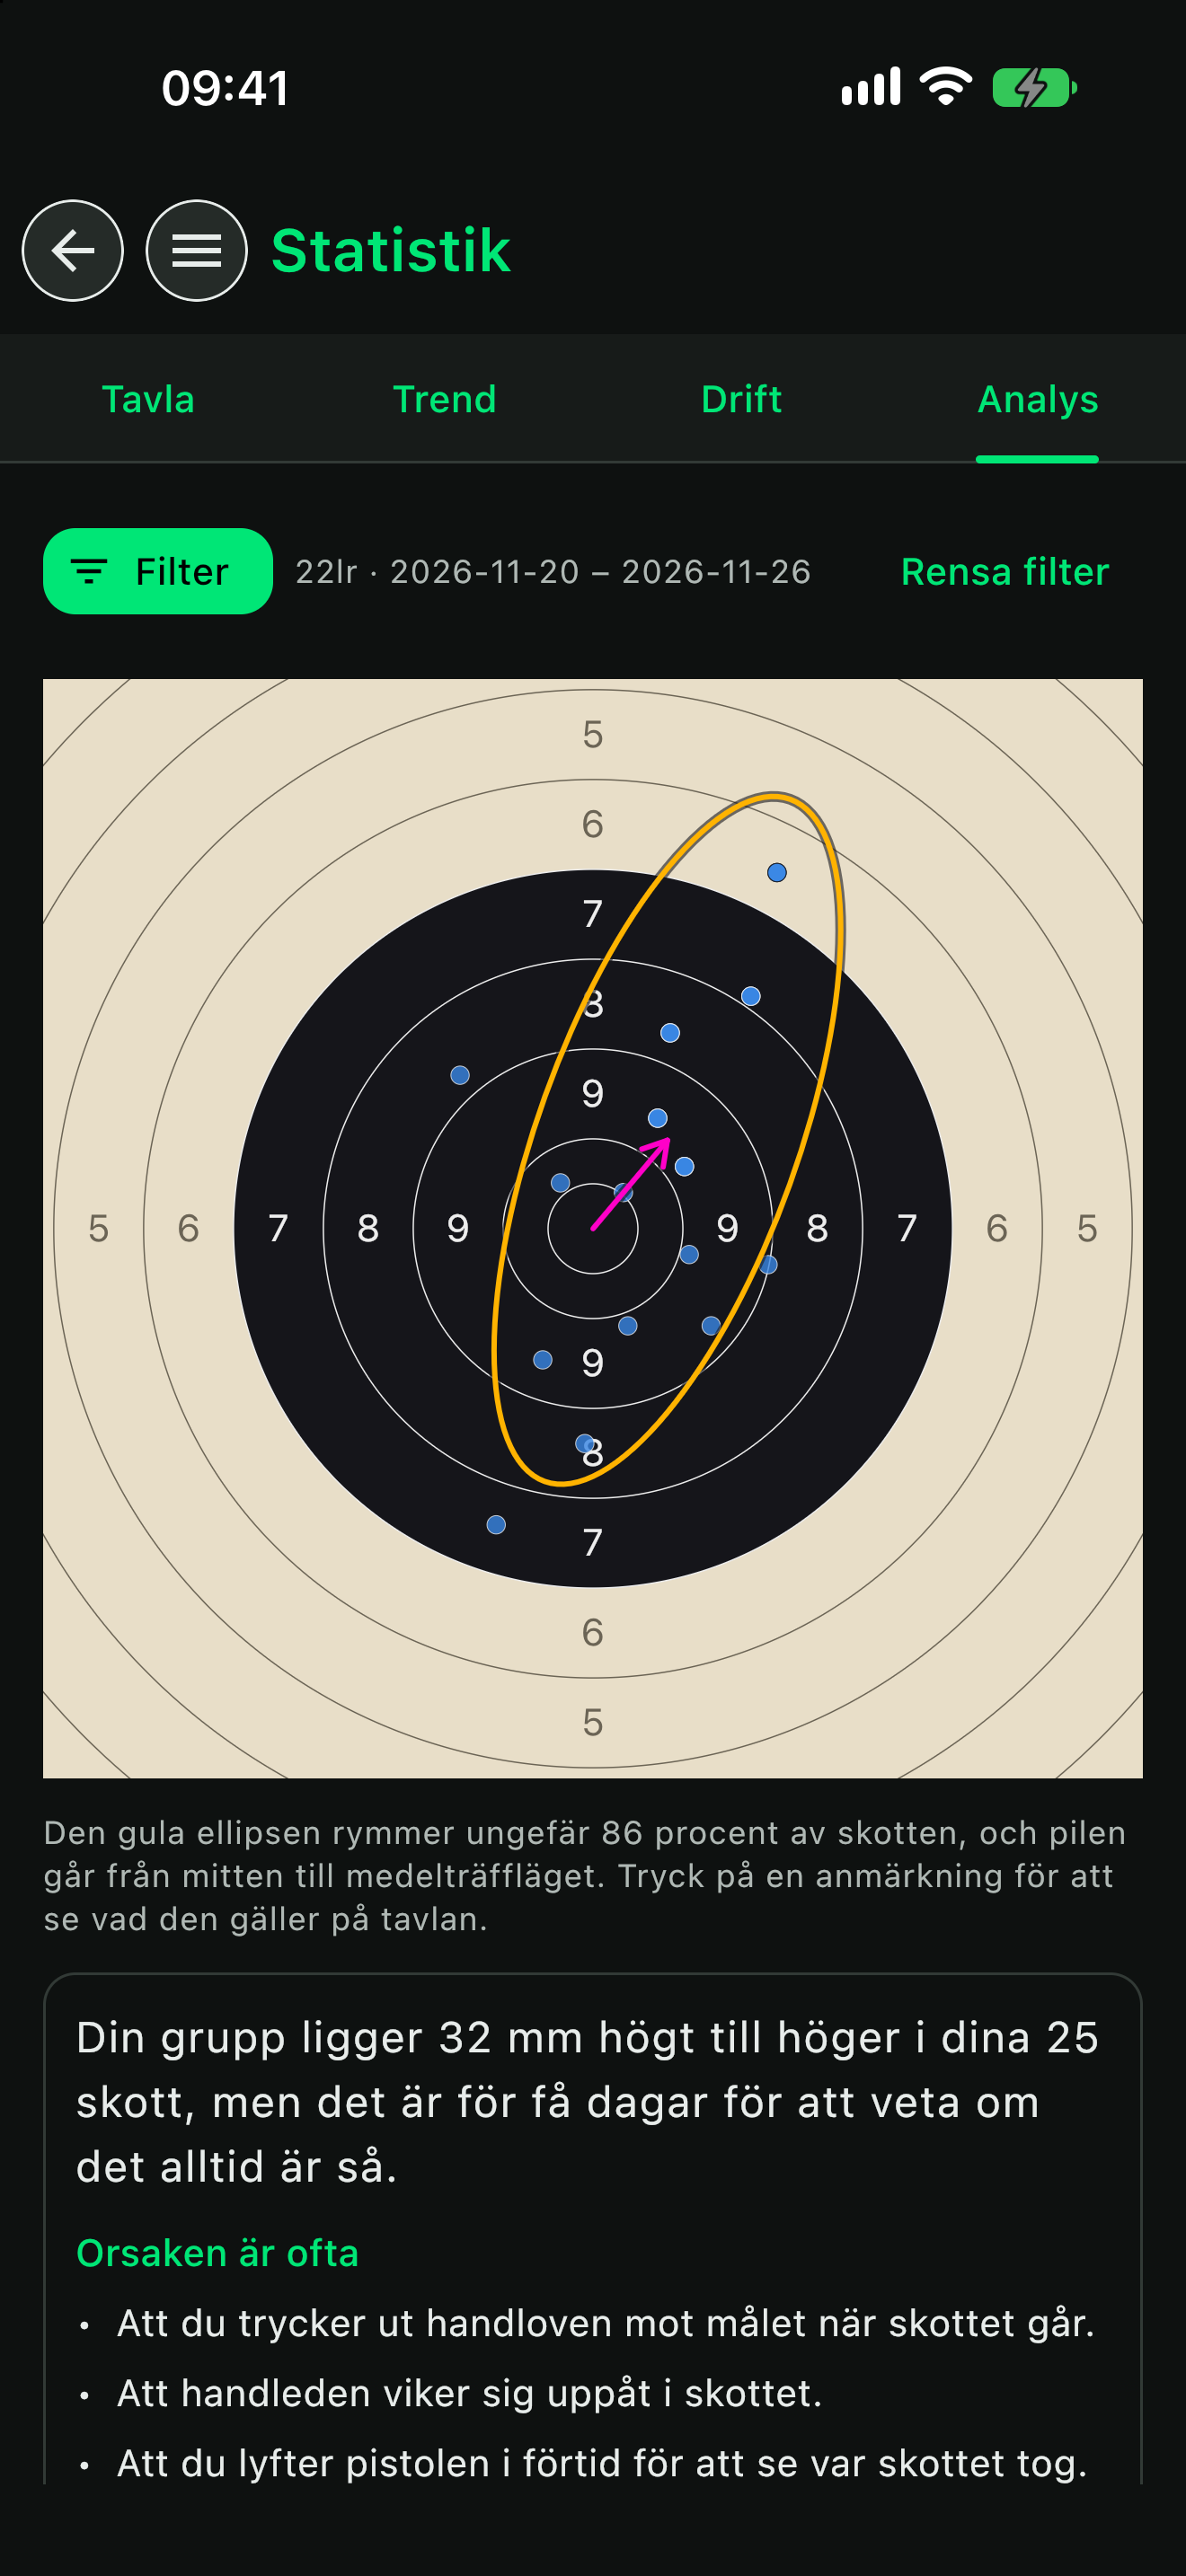 09:41
Statistik
Tavla Trend Drift Analys
Filter 22lr · 2026-11-20 – 2026-11-26 Rensa filter
5
6
7
8
9
5 6 7 8 9 9 8 7 6 5
9
8
7
6
5
Den gula ellipsen rymmer ungefär 86 procent av skotten, och pilen
går från mitten till medelträffläget. Tryck på en anmärkning för att
se vad den gäller på tavlan.
Din grupp ligger 32 mm högt till höger i dina 25
skott, men det är för få dagar för att veta om
det alltid är så.
Orsaken är ofta
• Att du trycker ut handloven mot målet när skottet går.
• Att handleden viker sig uppåt i skottet.
• Att du lyfter pistolen i förtid för att se var skottet tog.